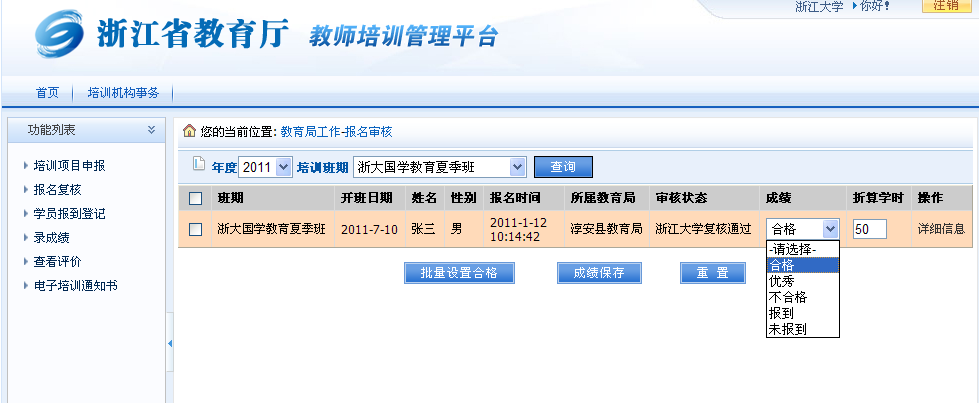 浙江大学 你好! 注销
浙江省教育厅 教师培训管理平台
首页 培训机构事务
功能列表
培训项目申报
报名复核
学员报到登记
录成绩
查看评价
电子培训通知书
您的当前位置: 教育局工作-报名审核
年度 2011 培训班期 浙大国学教育夏季班 查询
班期 开班日期 姓名 性别 报名时间 所属教育局 审核状态 成绩 折算学时 操作
浙大国学教育夏季班 2011-7-10 张三 男 2011-1-12 10:14:42 淳安县教育局 浙江大学复核通过 合格 50 详细信息
-请选择-
合格
优秀
不合格
报到
未报到
批量设置合格 成绩保存 重 置